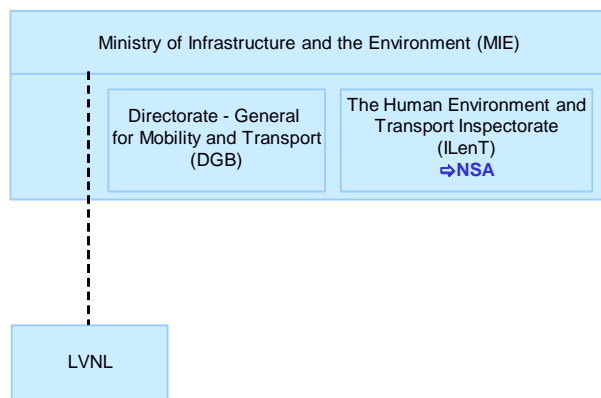 Ministry of Infrastructure and the Environment (MIE)
Directorate - General
for Mobility and Transport
(DGB)
The Human Environment and
Transport Inspectorate
(ILenT)
⇨NSA
LVNL